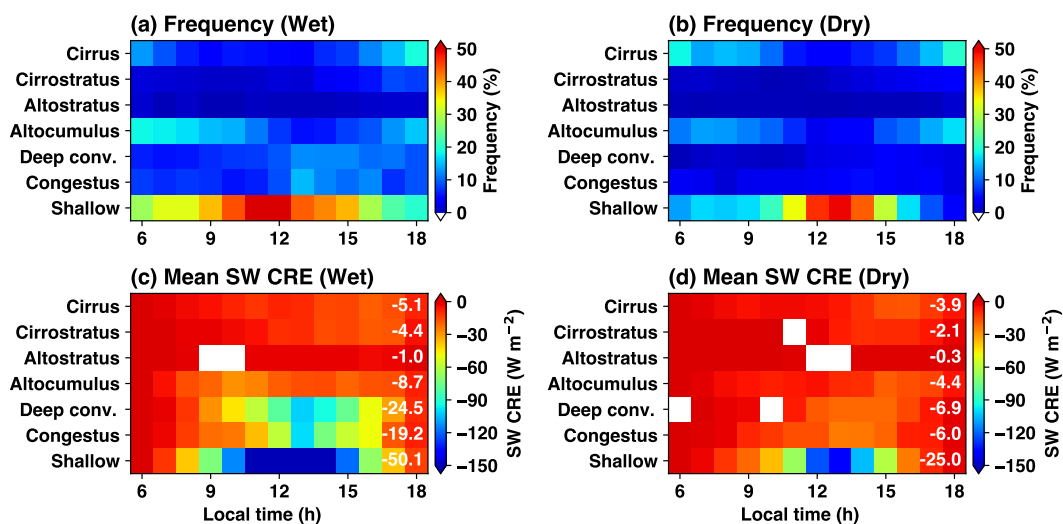 (a) Frequency (Wet)
Cirrus
Cirrostratus
Altostratus
Altocumulus
Deep conv.
Congestus
Shallow
6 9 12 15 18
50
40
30
20
10
0
Frequency (%)
(b) Frequency (Dry)
Cirrus
Cirrostratus
Altostratus
Altocumulus
Deep conv.
Congestus
Shallow
6 9 12 15 18
50
40
30
20
10
0
Frequency (%)
(c) Mean SW CRE (Wet)
Cirrus -5.1
Cirrostratus -4.4
Altostratus -1.0
Altocumulus -8.7
Deep conv. -24.5
Congestus -19.2
Shallow -50.1
6 9 12 15 18
Local time (h)
0
−30
−60
−90
−120
−150
SW CRE (W m⁻²)
(d) Mean SW CRE (Dry)
Cirrus -3.9
Cirrostratus -2.1
Altostratus -0.3
Altocumulus -4.4
Deep conv. -6.9
Congestus -6.0
Shallow -25.0
6 9 12 15 18
Local time (h)
0
−30
−60
−90
−120
−150
SW CRE (W m⁻²)